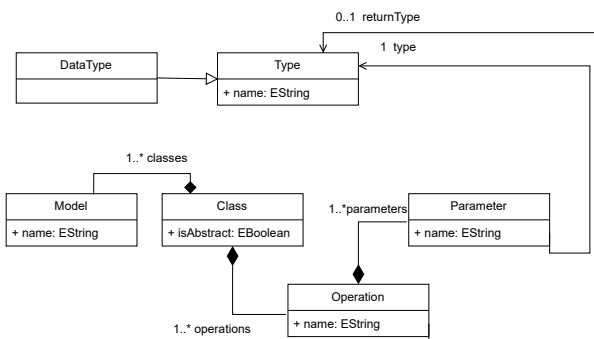 0..1 returnType
1 type
DataType
Type
+ name: EString
1..* classes
Model
+ name: EString
Class
+ isAbstract: EBoolean
1..*parameters
Parameter
+ name: EString
Operation
+ name: EString
1..* operations